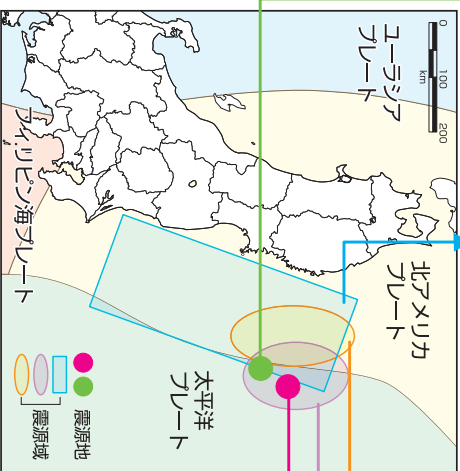 0 100 200
km
ユーラシア
プレート
北アメリカ
プレート
太平洋
プレート
フィリピン海プレート
震源地
震源域